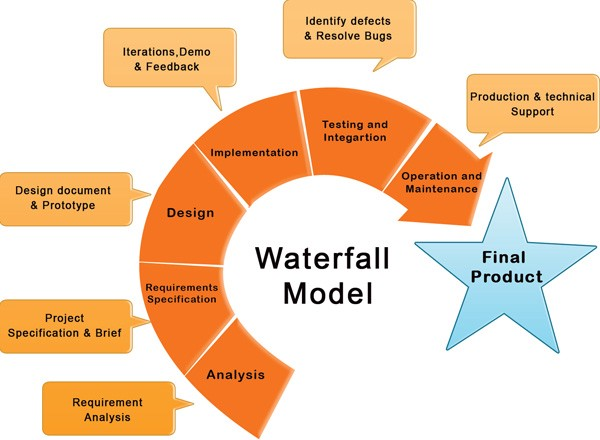 Identify defects
& Resolve Bugs
Iterations,Demo
& Feedback
Production & technical
Support
Testing and
Integartion
Implementation
Operation and
Maintenance
Design document
& Prototype
Design
Waterfall
Model
Final
Product
Requirements
Specification
Project
Specification & Brief
Analysis
Requirement
Analysis